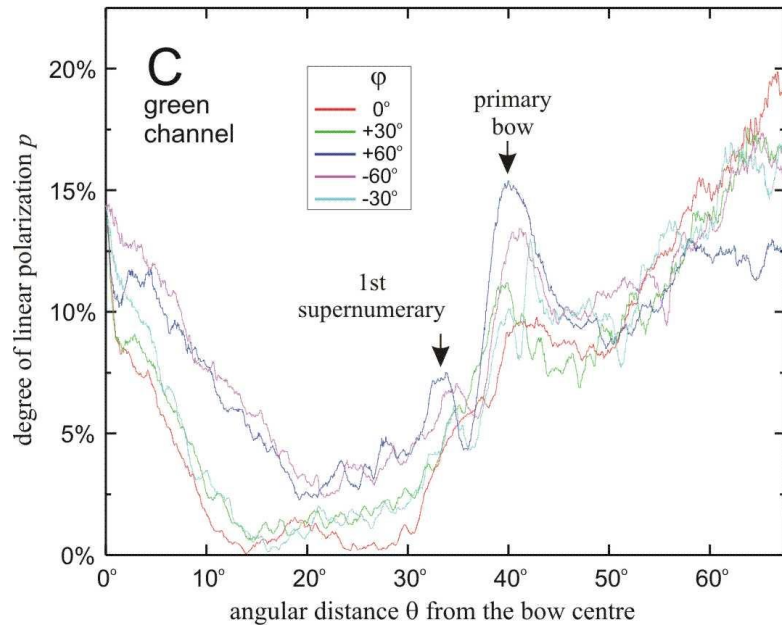 C
green
channel
φ
0°
+30°
+60°
-60°
-30°
primary
bow
1st
supernumerary
20%
15%
10%
5%
0%
degree of linear polarization p
0° 10° 20° 30° 40° 50° 60°
angular distance θ from the bow centre